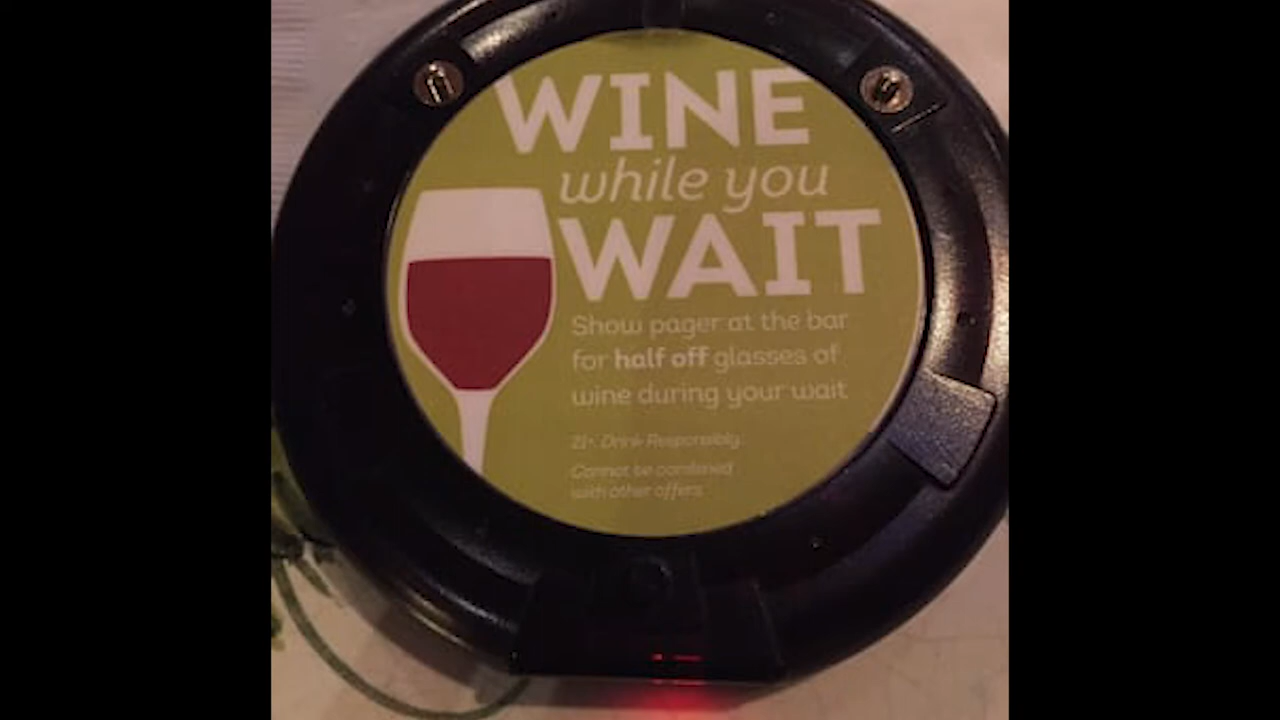 WINE
while you
WAIT
Show pager at the bar
for half off glasses of
wine during your wait
21+ Drink Responsibly
Cannot be combined
with other offers.